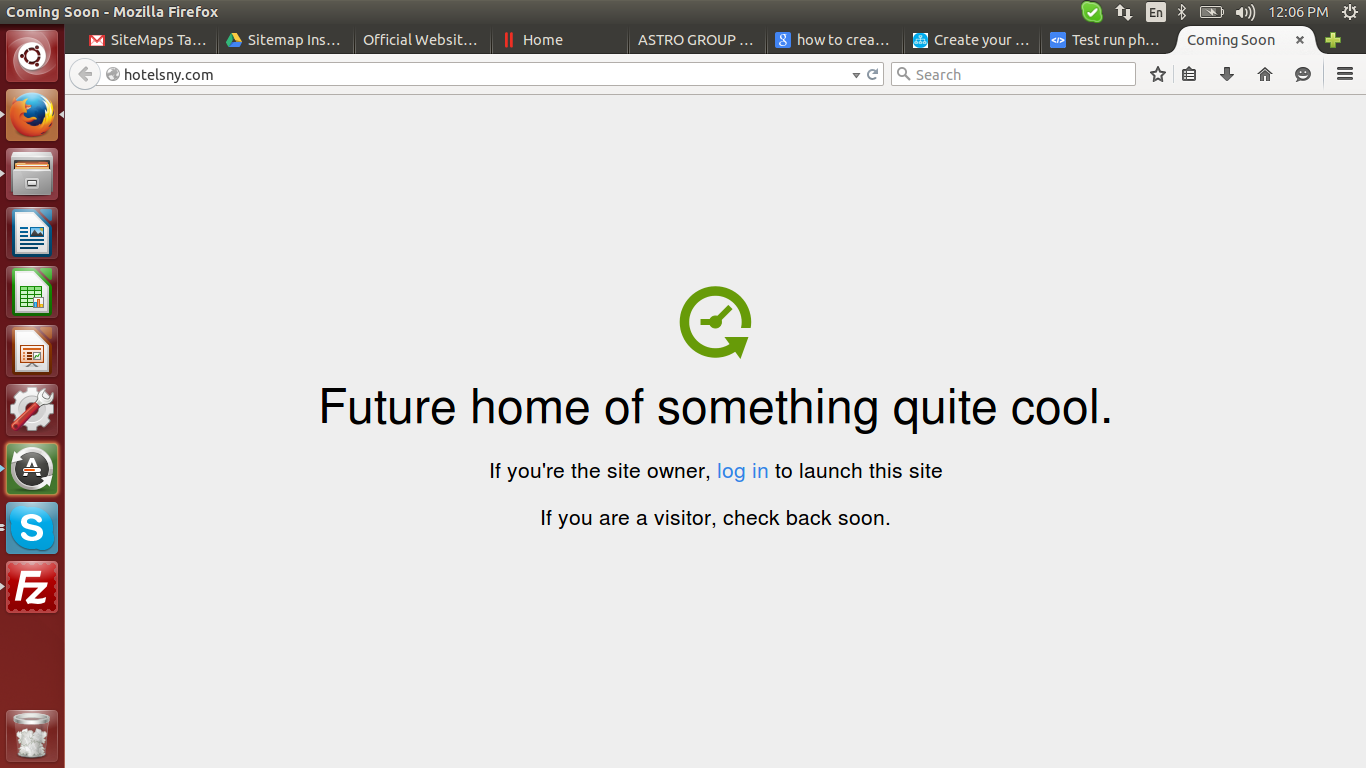 Coming Soon - Mozilla Firefox
En
12:06 PM
SiteMaps Ta...
Sitemap Ins...
Official Websit...
Home
ASTRO GROUP ...
how to crea...
Create your ...
Test run ph...
Coming Soon
hotelsny.com
Search
Future home of something quite cool.
If you're the site owner, log in to launch this site
If you are a visitor, check back soon.
S
Fz